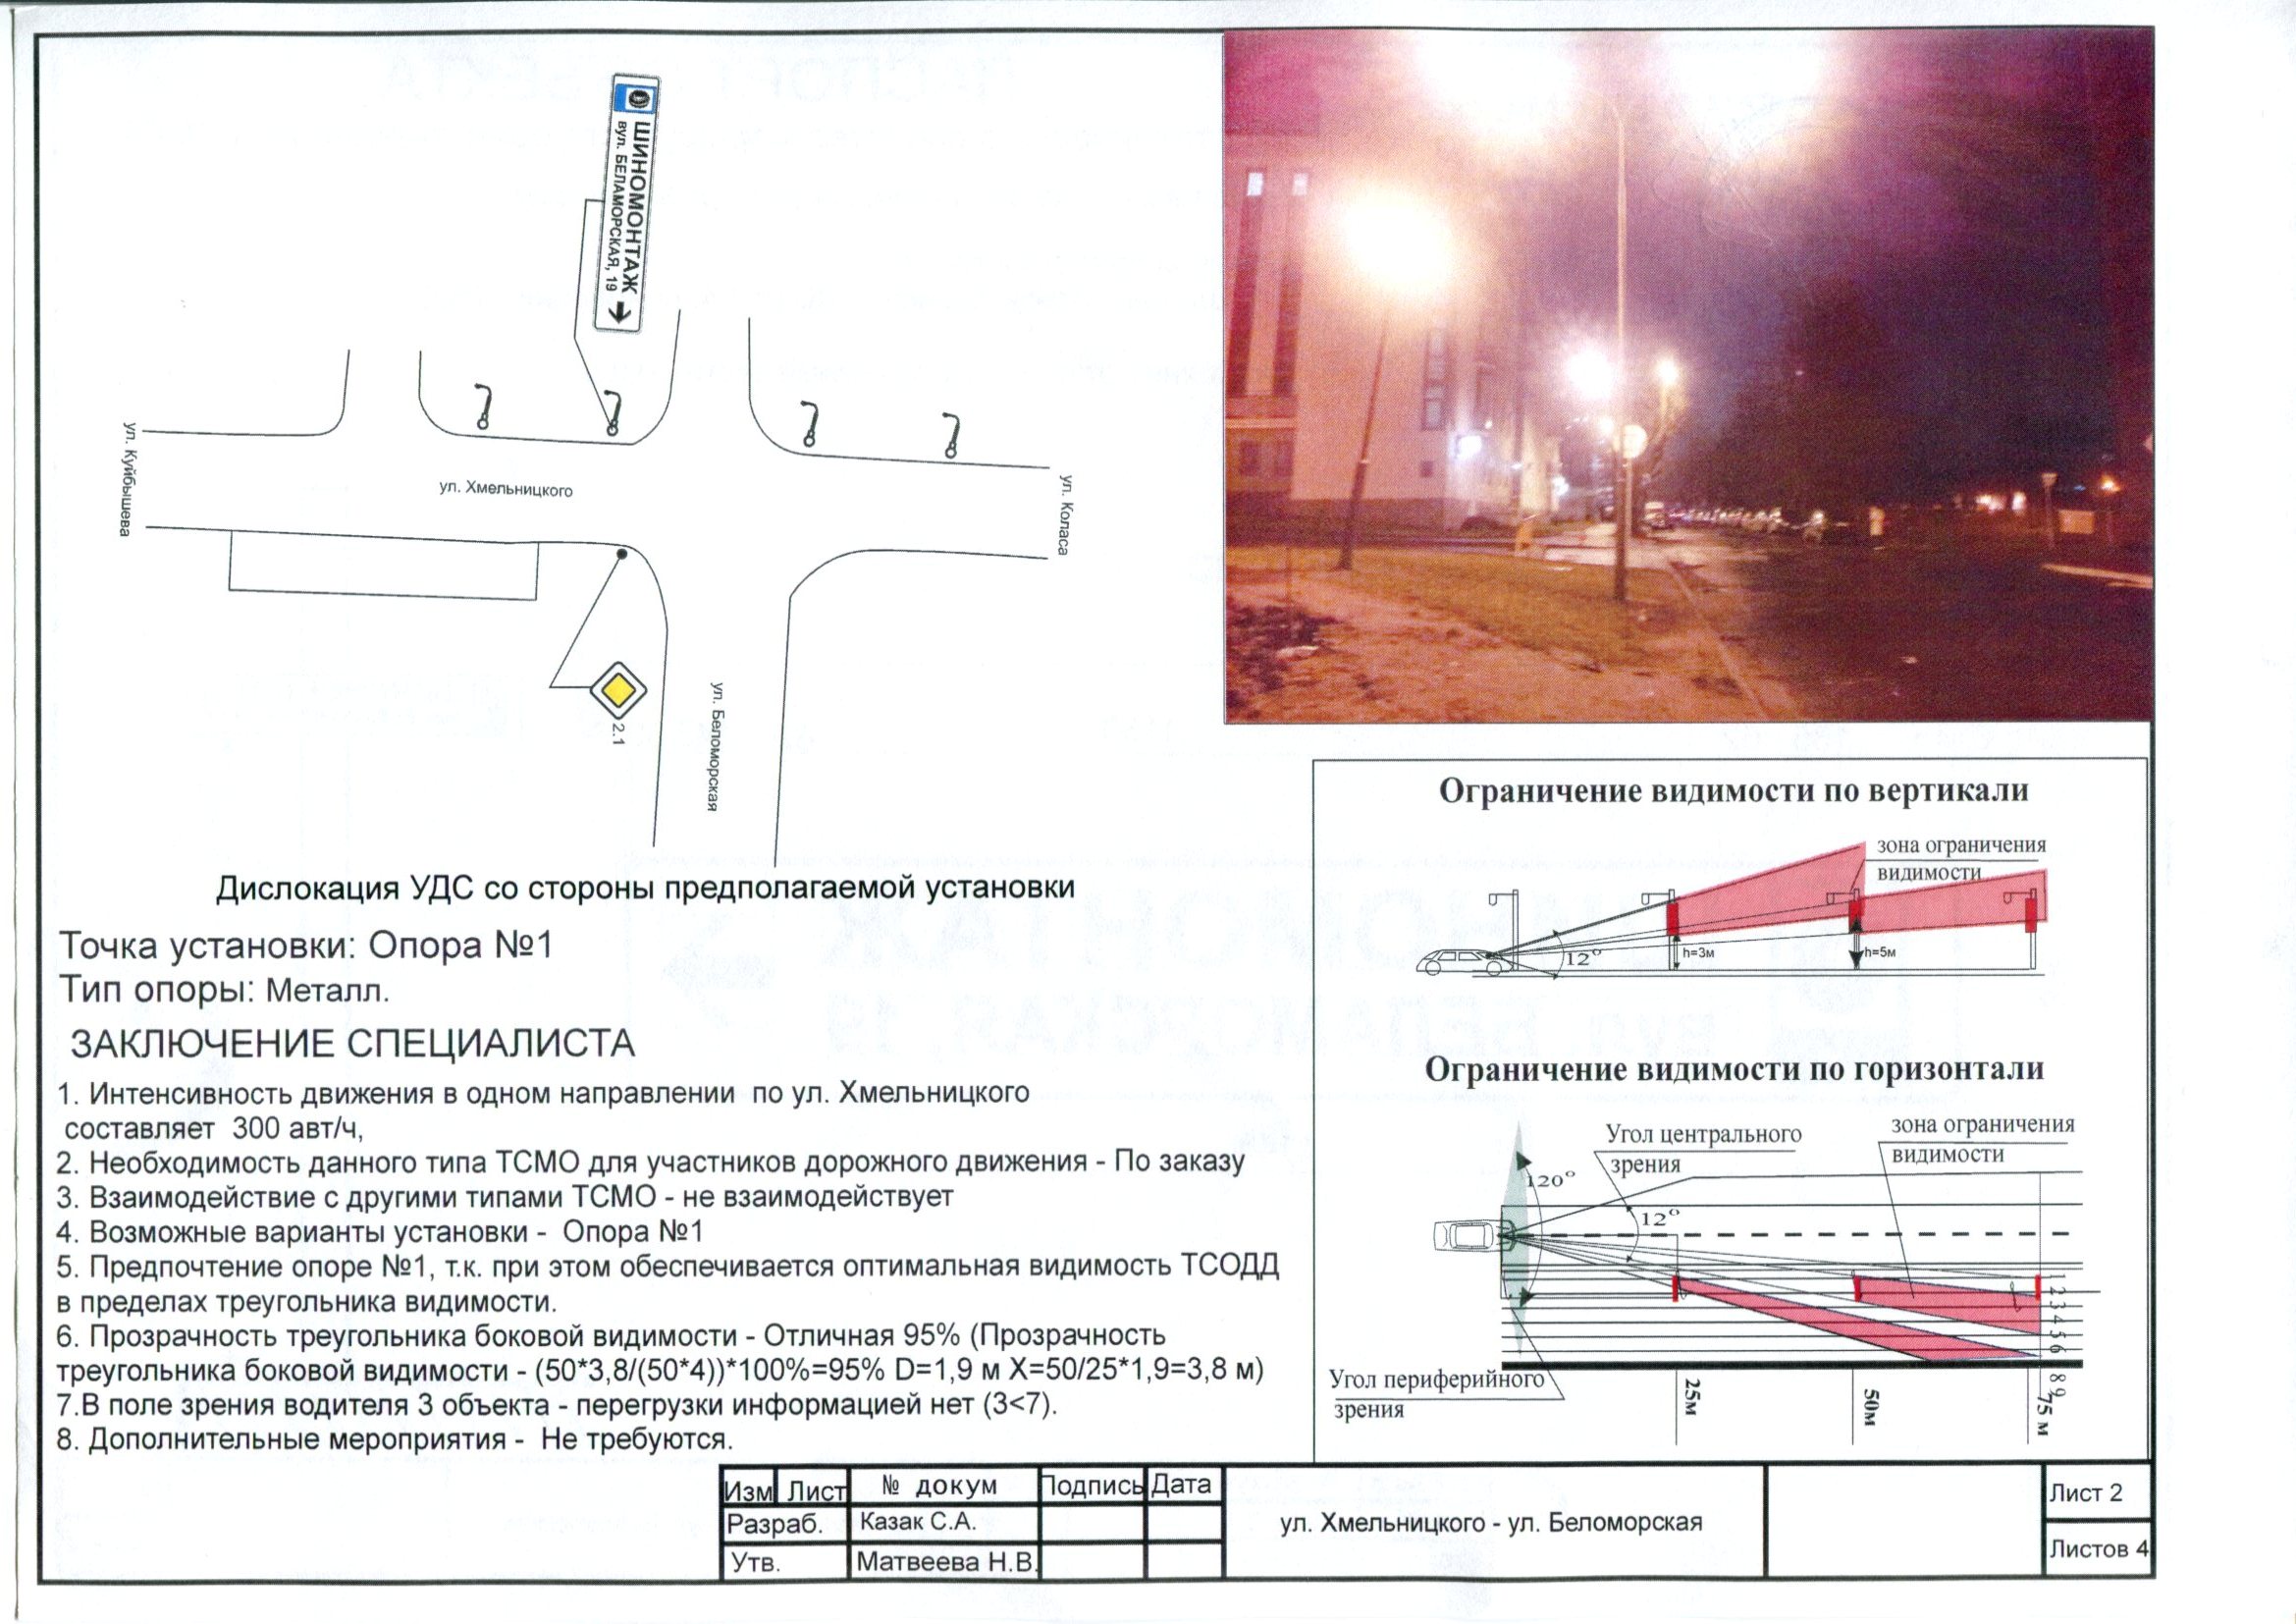 ШИНОМОНТАЖ
вул. БЕЛАМОРСКАЯ, 19
ул. Куйбышева
ул. Хмельницкого
ул. Коласа
2.1
ул. Беломорская
Дислокация УДС со стороны предполагаемой установки
Точка установки: Опора №1
Тип опоры: Металл.
ЗАКЛЮЧЕНИЕ СПЕЦИАЛИСТА
1. Интенсивность движения в одном направлении по ул. Хмельницкого
составляет 300 авт/ч,
2. Необходимость данного типа ТСМО для участников дорожного движения - По заказу
3. Взаимодействие с другими типами ТСМО - не взаимодействует
4. Возможные варианты установки - Опора №1
5. Предпочтение опоре №1, т.к. при этом обеспечивается оптимальная видимость ТСОДД
в пределах треугольника видимости.
6. Прозрачность треугольника боковой видимости - Отличная 95% (Прозрачность
треугольника боковой видимости - (50*3,8/(50*4))*100%=95% D=1,9 м X=50/25*1,9=3,8 м)
7.В поле зрения водителя 3 объекта - перегрузки информацией нет (3<7).
8. Дополнительные мероприятия - Не требуются.
Ограничение видимости по вертикали
зона ограничения
видимости
12°
h=3м
h=5м
Ограничение видимости по горизонтали
Угол центрального
зрения
зона ограничения
видимости
120°
12°
1 2 3 4 5 6
8 9
Угол периферийного
зрения
25м
50м
75 м
Изм Лист № докум Подпись Дата
Разраб. Казак С.А.
Утв. Матвеева Н.В.
ул. Хмельницкого - ул. Беломорская
Лист 2
Листов 4